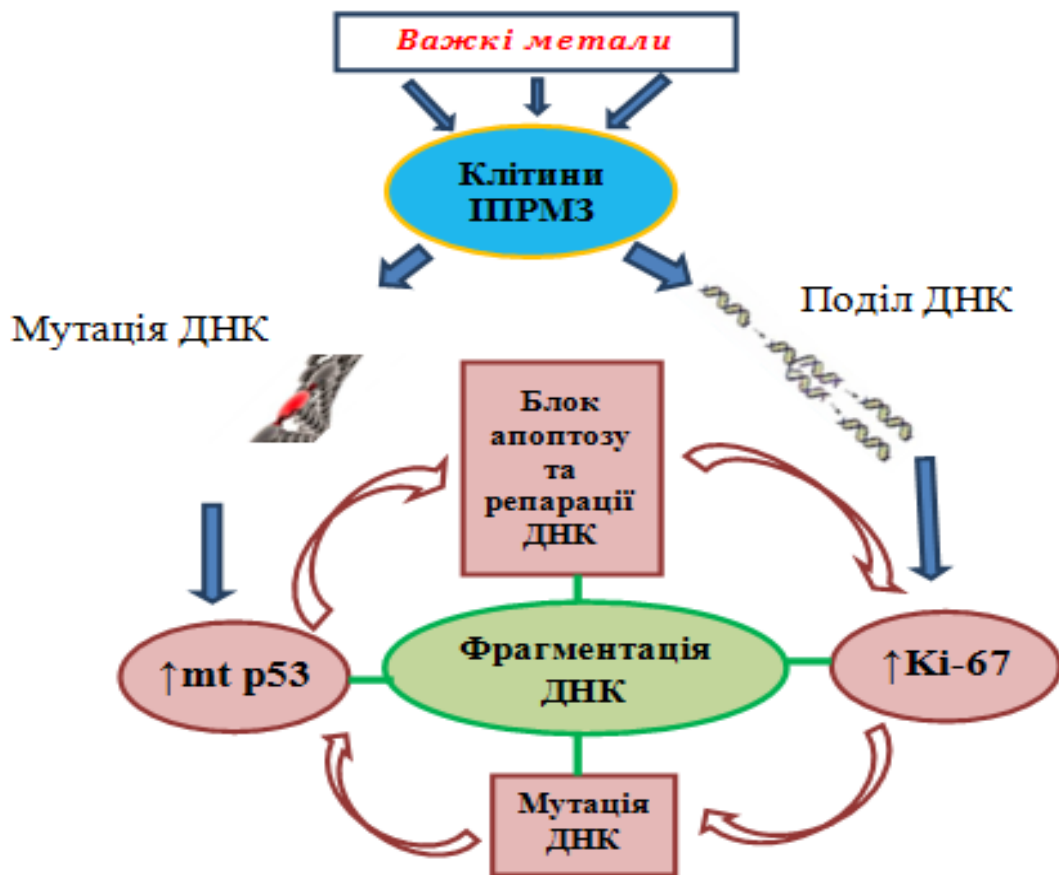 Важкі метали
Клітини
ІПРМЗ
Мутація ДНК
Поділ ДНК
Блок
апоптозу
та
репарації
ДНК
↑mt p53
Фрагментація
ДНК
↑Ki-67
Мутація
ДНК